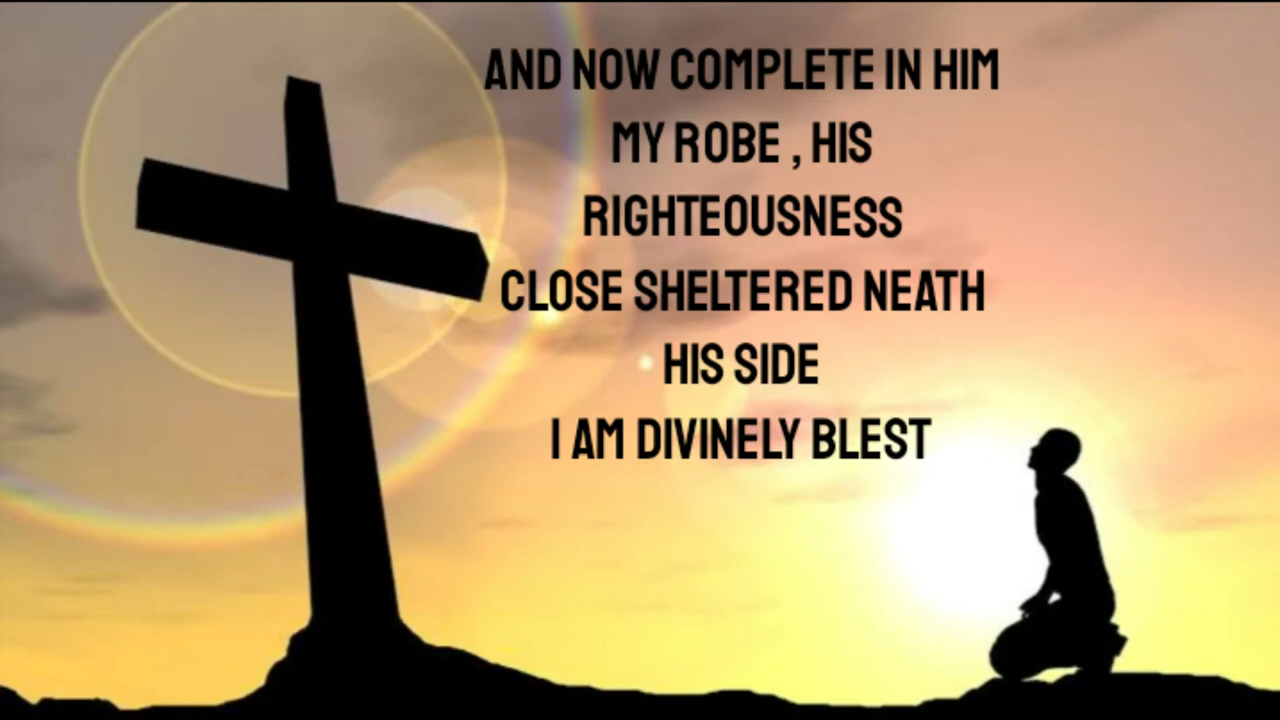 AND NOW COMPLETE IN HIM
MY ROBE , HIS
RIGHTEOUSNESS
CLOSE SHELTERED NEATH
HIS SIDE
I AM DIVINELY BLEST